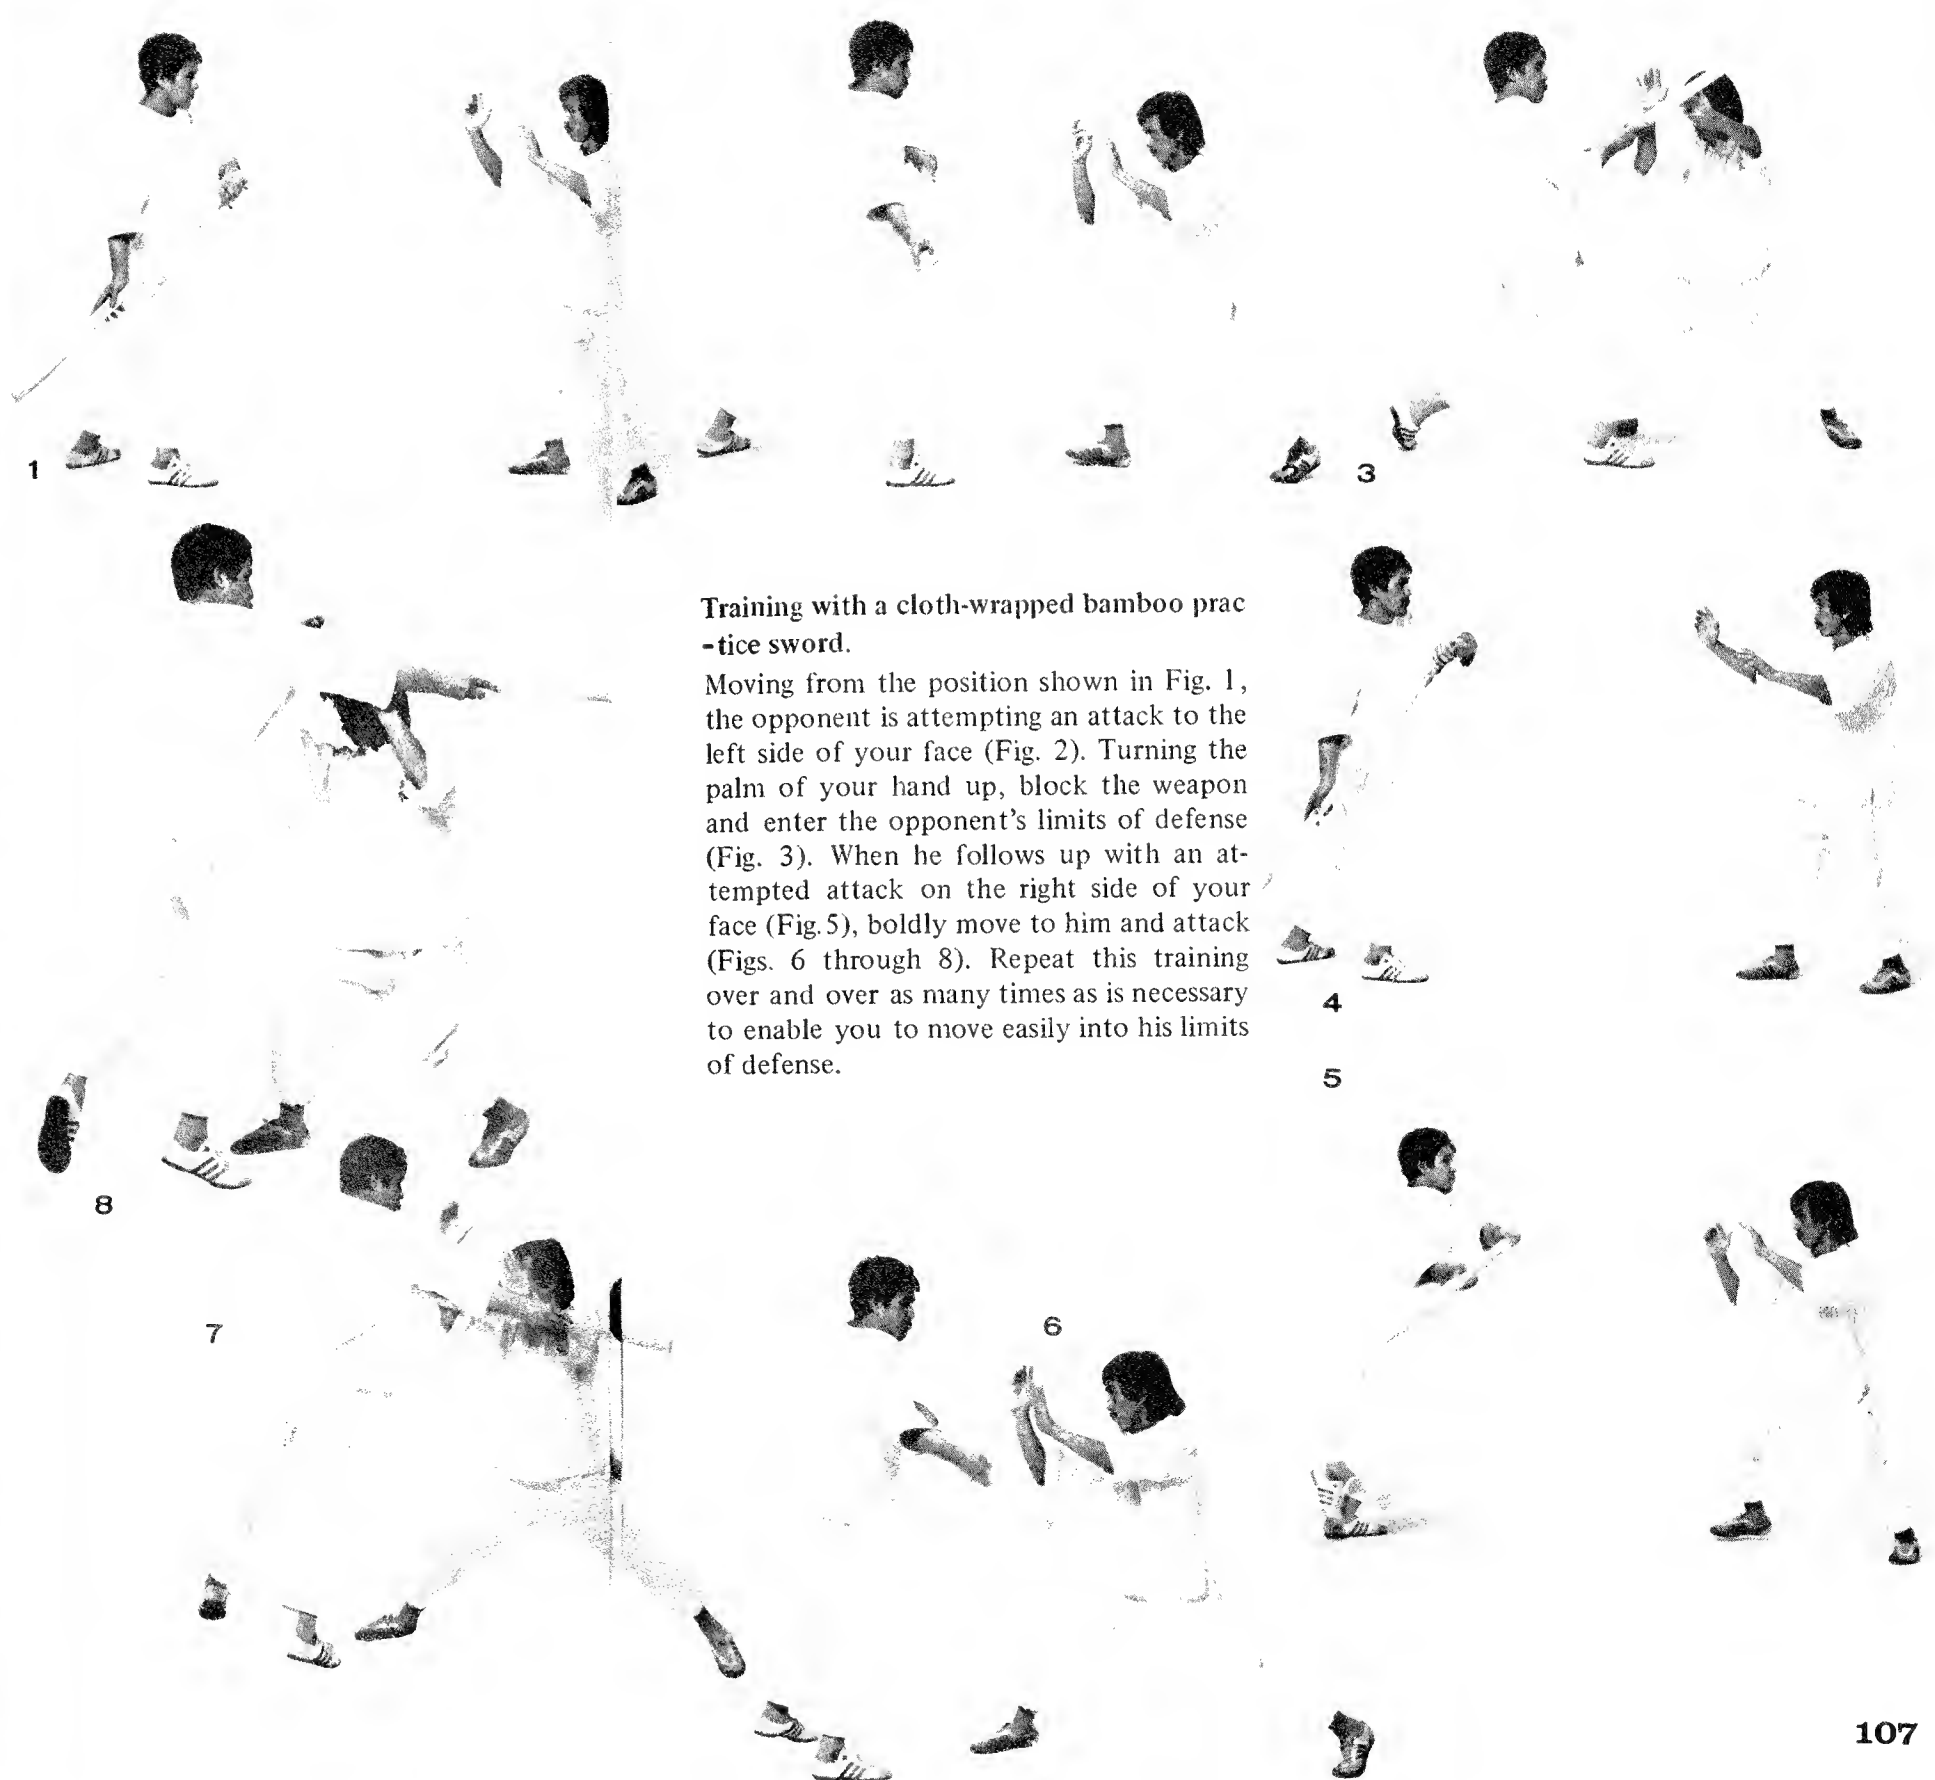 1
3
Training with a cloth-wrapped bamboo prac
-tice sword.
Moving from the position shown in Fig. 1,
the opponent is attempting an attack to the
left side of your face (Fig. 2). Turning the
palm of your hand up, block the weapon
and enter the opponent's limits of defense
(Fig. 3). When he follows up with an at-
tempted attack on the right side of your
face (Fig.5), boldly move to him and attack
(Figs. 6 through 8). Repeat this training
over and over as many times as is necessary
to enable you to move easily into his limits
of defense.
4
5
8
7
6
107